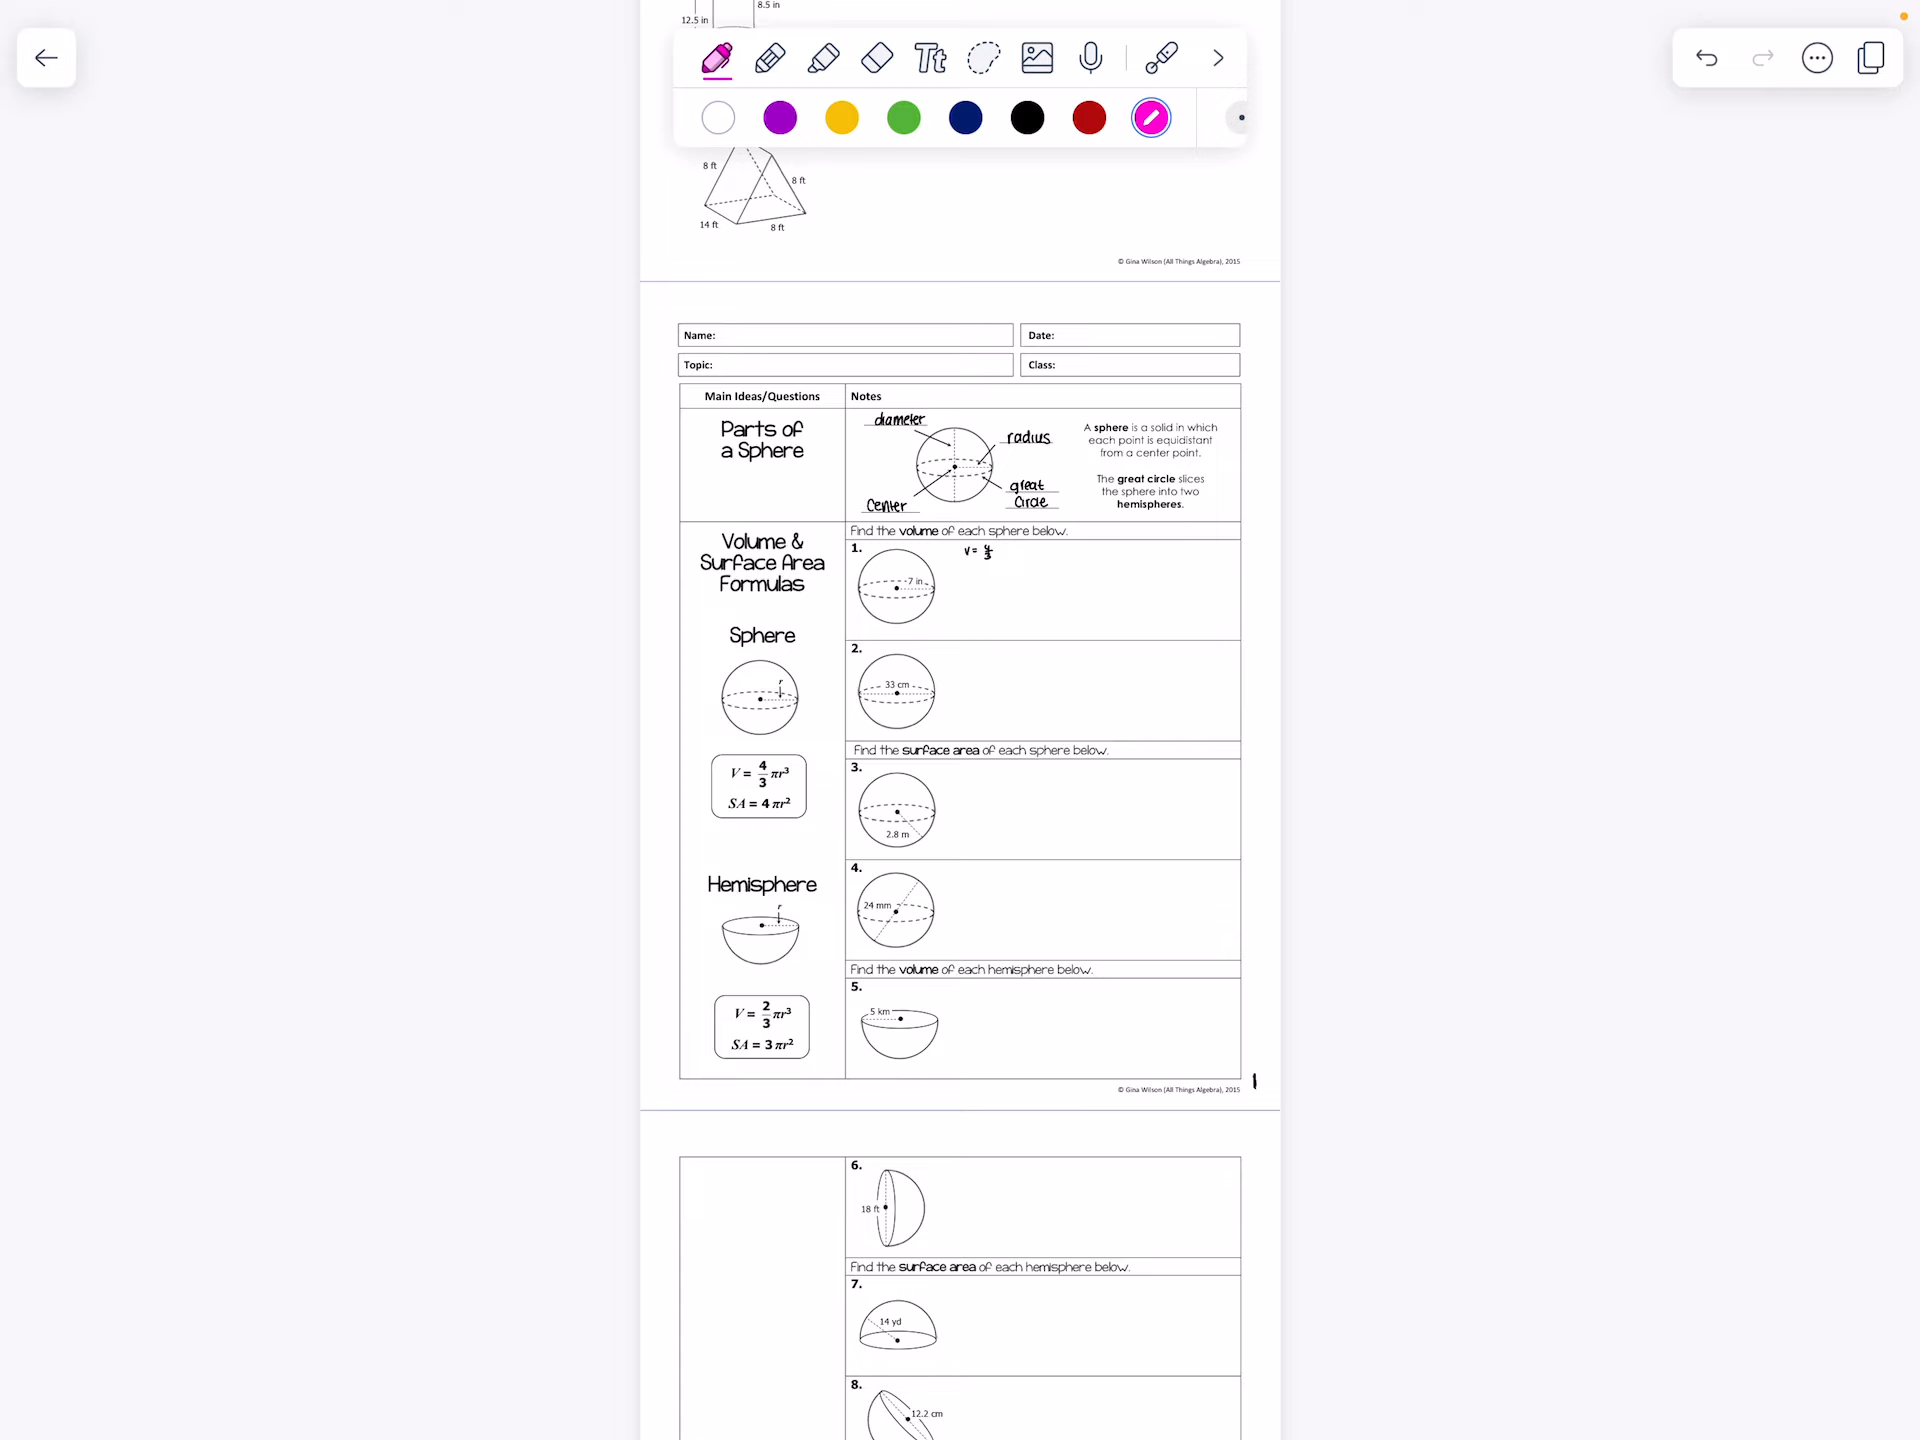 8.5 in
12.5 in
Tt
8 ft
8 ft
14 ft
8 ft
© Gina Wilson (All Things Algebra), 2015
Name:
Date:
Topic:
Class:
Main Ideas/Questions
Notes
Parts of
a Sphere
diameter
radius
great
circle
center
A sphere is a solid in which
each point is equidistant
from a center point.
The great circle slices
the sphere into two
hemispheres.
Volume &
Surface Area
Formulas
Sphere
r
V = 4/3 πr³
SA = 4πr²
Hemisphere
r
V = 2/3 πr³
SA = 3πr²
Find the volume of each sphere below.
1.
7 in
V = 4/3
2.
33 cm
Find the surface area of each sphere below.
3.
2.8 m
4.
24 mm
Find the volume of each hemisphere below.
5.
5 km
© Gina Wilson (All Things Algebra), 2015
1
6.
18 ft
Find the surface area of each hemisphere below.
7.
14 yd
8.
12.2 cm